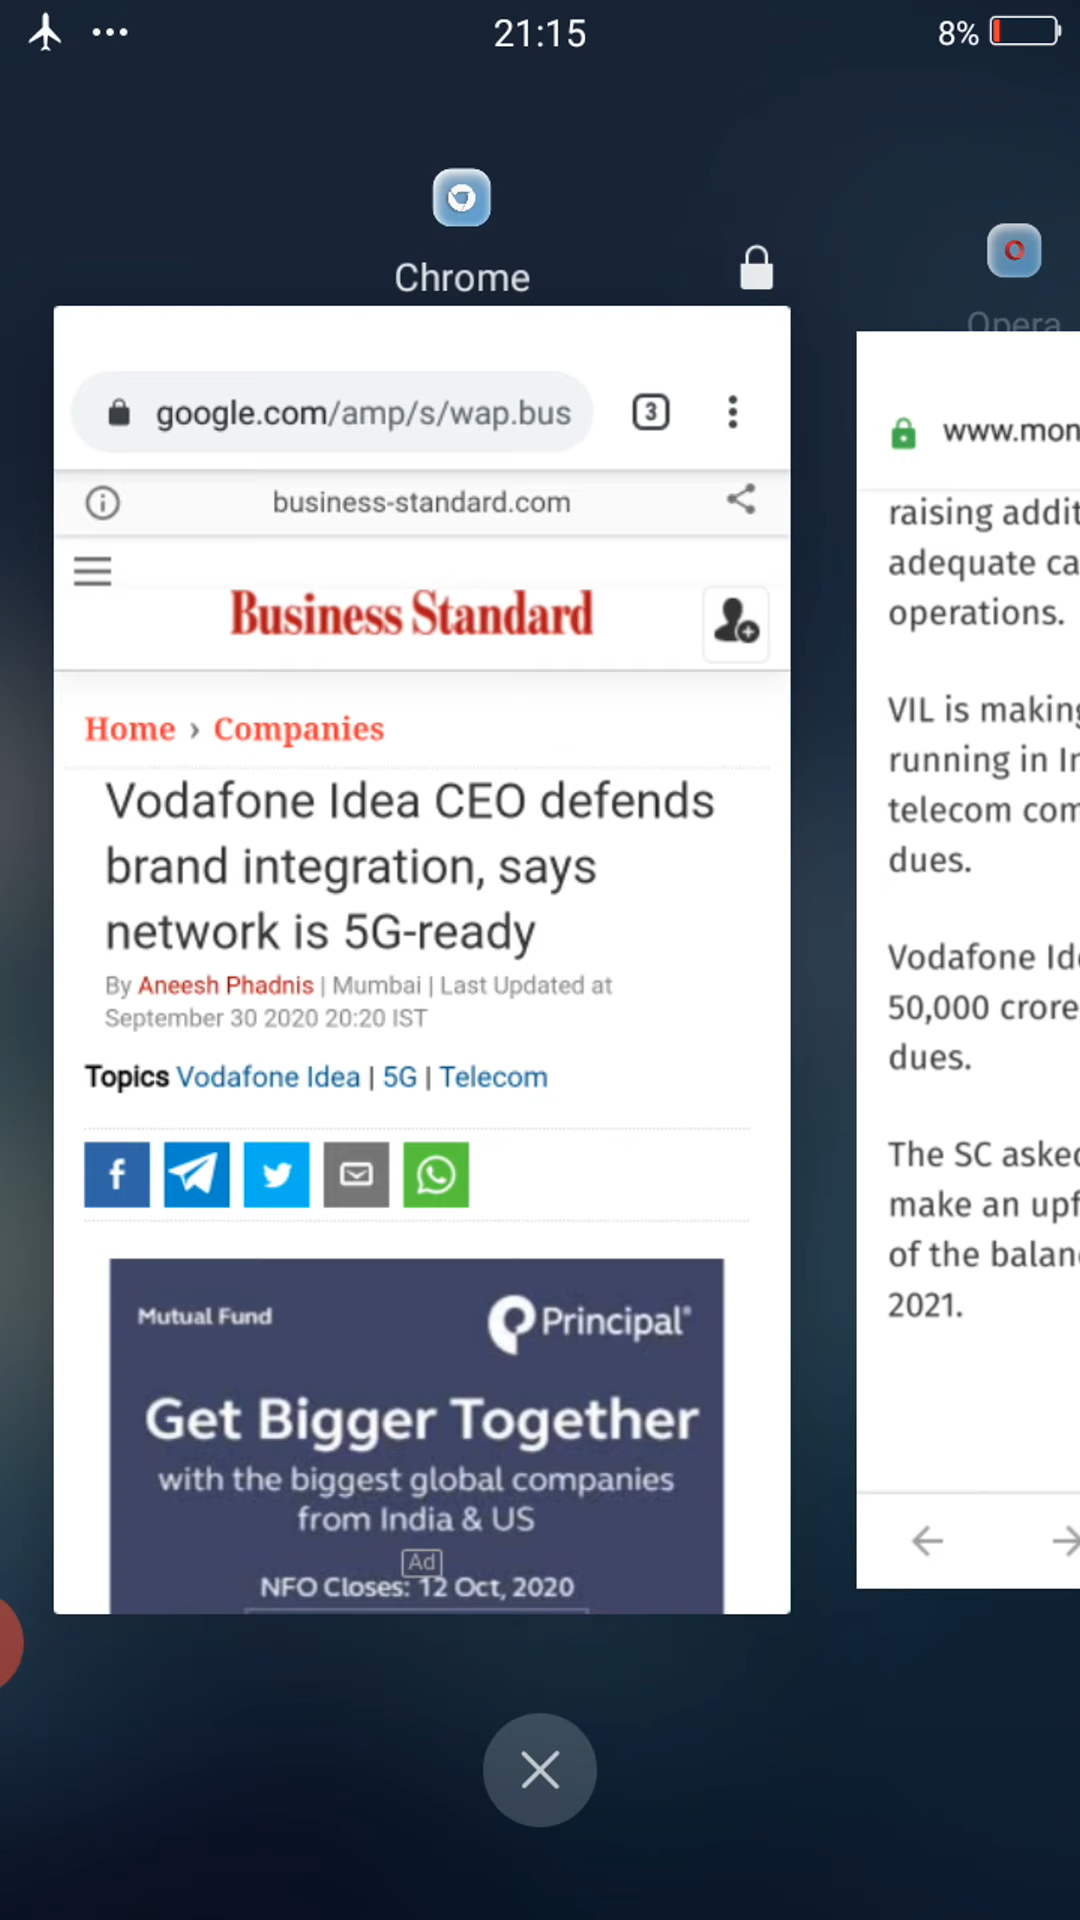 21:15
8%
Chrome
Opera
google.com/amp/s/wap.bus
3
business-standard.com
Business Standard
Home › Companies
Vodafone Idea CEO defends
brand integration, says
network is 5G-ready
By Aneesh Phadnis | Mumbai | Last Updated at
September 30 2020 20:20 IST
Topics Vodafone Idea | 5G | Telecom
Mutual Fund
Principal®
Get Bigger Together
with the biggest global companies
from India & US
Ad
NFO Closes: 12 Oct, 2020
www.mon
raising addit
adequate ca
operations.
VIL is making
running in In
telecom com
dues.
Vodafone Ide
50,000 crore
dues.
The SC asked
make an upf
of the balanc
2021.